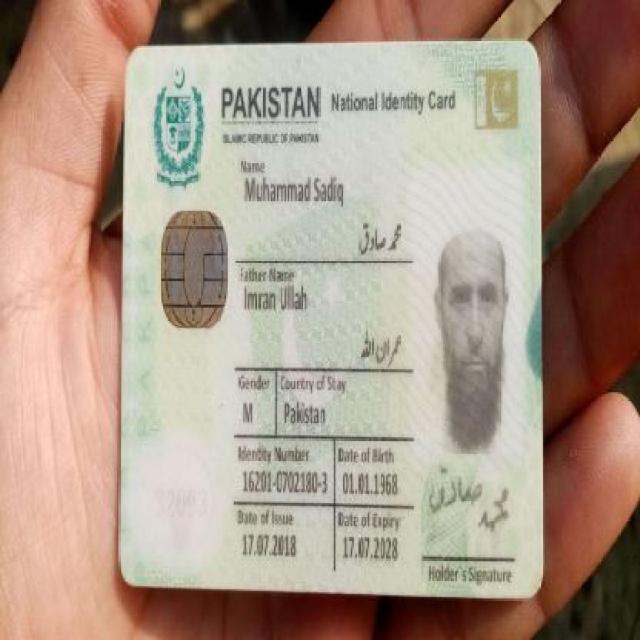 PAKISTAN National Identity Card
ISLAMIC REPUBLIC OF PAKISTAN
Name
Muhammad Sadiq
محمد صادق
Father Name
Imran Ullah
عمران اللہ
Gender Country of Stay
M Pakistan
Identity Number Date of Birth
16201-0702180-3 01.01.1968
Date of Issue Date of Expiry
17.07.2018 17.07.2028
محمد صادق
Holder's Signature